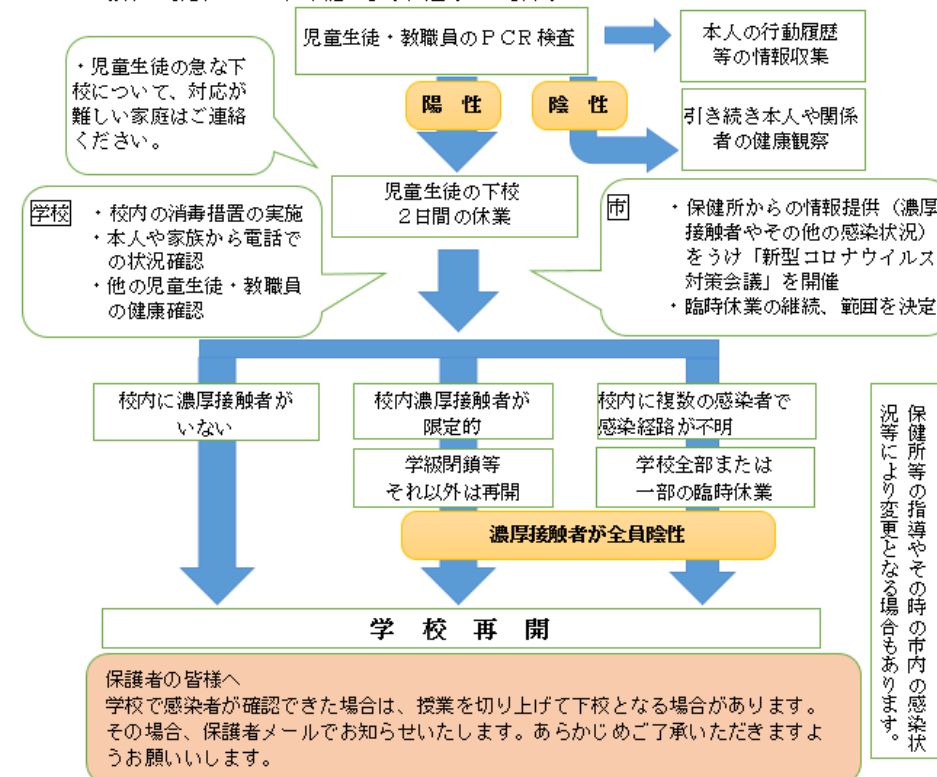 児童生徒・教職員のＰＣＲ検査
本人の行動履歴
等の情報収集
・児童生徒の急な下
校について、対応が
難しい家庭はご連絡
ください。
陽 性
陰 性
引き続き本人や関係
者の健康観察
児童生徒の下校
２日間の休業
学校
・校内の消毒措置の実施
・本人や家族から電話で
の状況確認
・他の児童生徒・教職員
の健康確認
市
・保健所からの情報提供（濃厚
接触者やその他の感染状況）
をうけ「新型コロナウイルス
対策会議」を開催
・臨時休業の継続、範囲を決定
校内に濃厚接触者が
いない
校内濃厚接触者が
限定的
校内に複数の感染者で
感染経路が不明
学級閉鎖等
それ以外は再開
学校全部または
一部の臨時休業
濃厚接触者が全員陰性
保健所等の指導やその時の市内の感染状
況等により変更となる場合もあります。
学 校 再 開
保護者の皆様へ
学校で感染者が確認できた場合は、授業を切り上げて下校となる場合があります。
その場合、保護者メールでお知らせいたします。あらかじめご了承いただきますよ
うお願いいします。